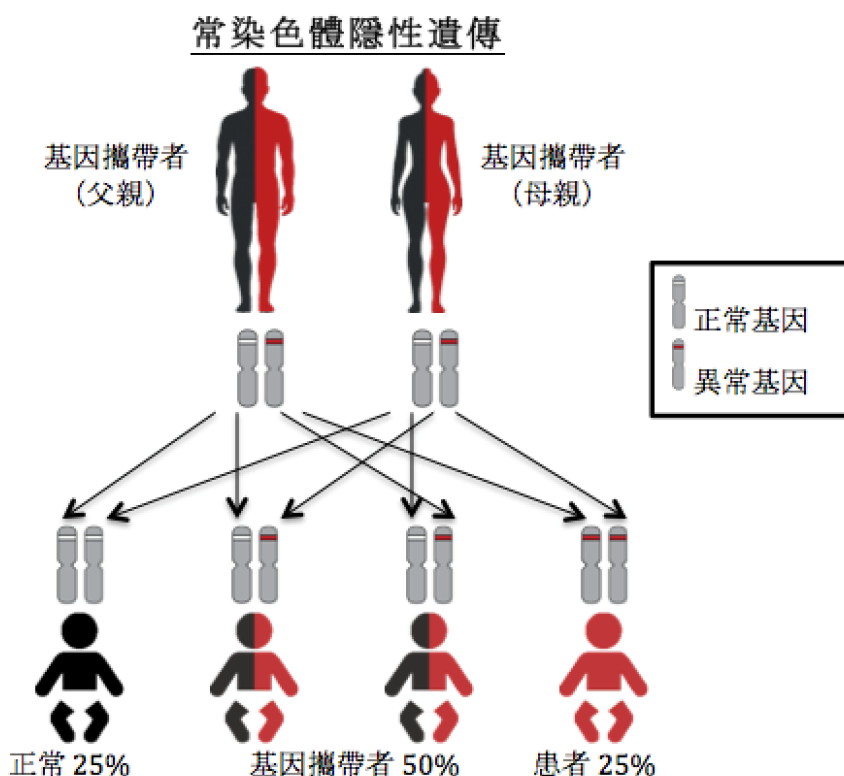 常染色體隱性遺傳
基因攜帶者
（父親）
基因攜帶者
（母親）
正常基因
異常基因
正常 25%
基因攜帶者 50%
患者 25%